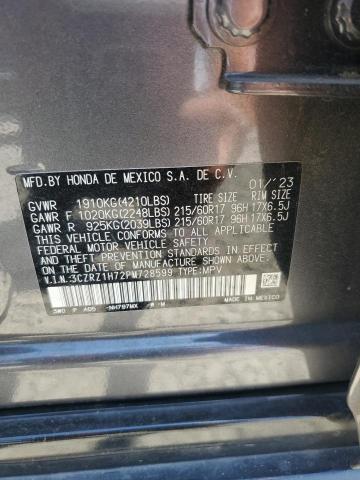 MFD.BY HONDA DE MEXICO S.A. DE C.V. 01/'23
GVWR 1910KG(4210LBS) TIRE SIZE RIM SIZE
GAWR F 1020KG(2248LBS) 215/60R17 96H 17X6.5J
GAWR R 925KG(2039LBS) 215/60R17 96H 17X6.5J
THIS VEHICLE CONFORMS TO ALL APPLICABLE
FEDERAL MOTOR VEHICLE SAFETY AND
THEFT PREVENTION STANDARDS IN EFFECT ON
THE DATE OF MANUFACTURE SHOWN ABOVE.
V.I.N.:3CZRZ1H72PM728599 TYPE:MPV
3W0 P AD5 NH797MX -M MADE IN MEXICO